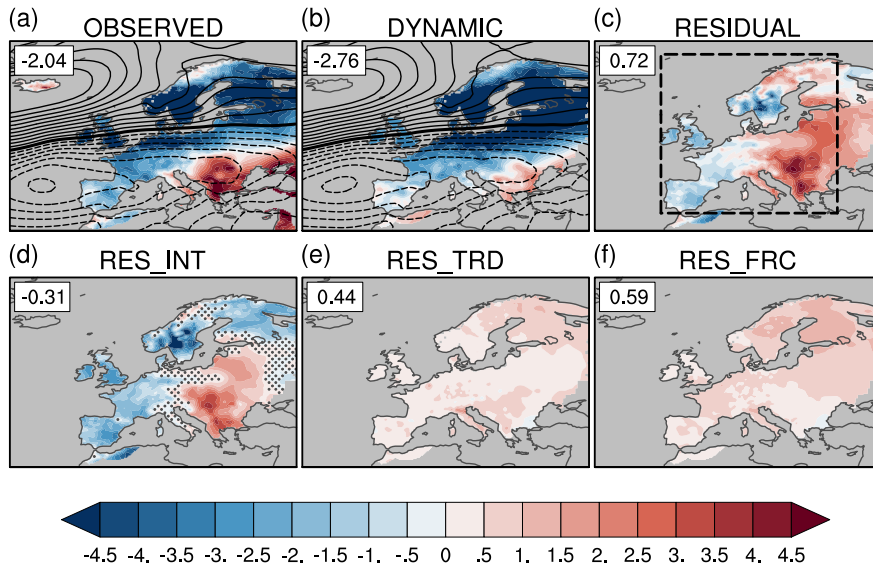 (a) OBSERVED (b) DYNAMIC (c) RESIDUAL
-2.04 -2.76 0.72
(d) RES_INT (e) RES_TRD (f) RES_FRC
-0.31 0.44 0.59
-4.5 -4. -3.5 -3. -2.5 -2. -1.5 -1. -.5 0 .5 1. 1.5 2. 2.5 3. 3.5 4. 4.5